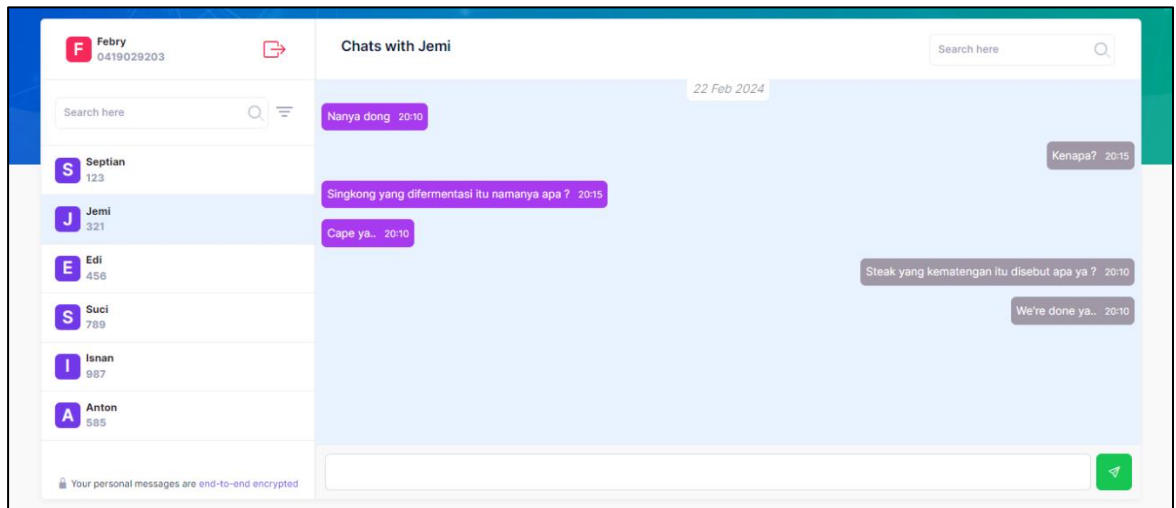 F
Febry
0419029203
Search here
S
Septian
123
J
Jemi
321
E
Edi
456
S
Suci
789
I
Isnan
987
A
Anton
585
Your personal messages are end-to-end encrypted
Chats with Jemi
Search here
22 Feb 2024
Nanya dong 20:10
Kenapa? 20:15
Singkong yang difermentasi itu namanya apa ? 20:15
Cape ya.. 20:10
Steak yang kematengan itu disebut apa ya ? 20:10
We're done ya.. 20:10